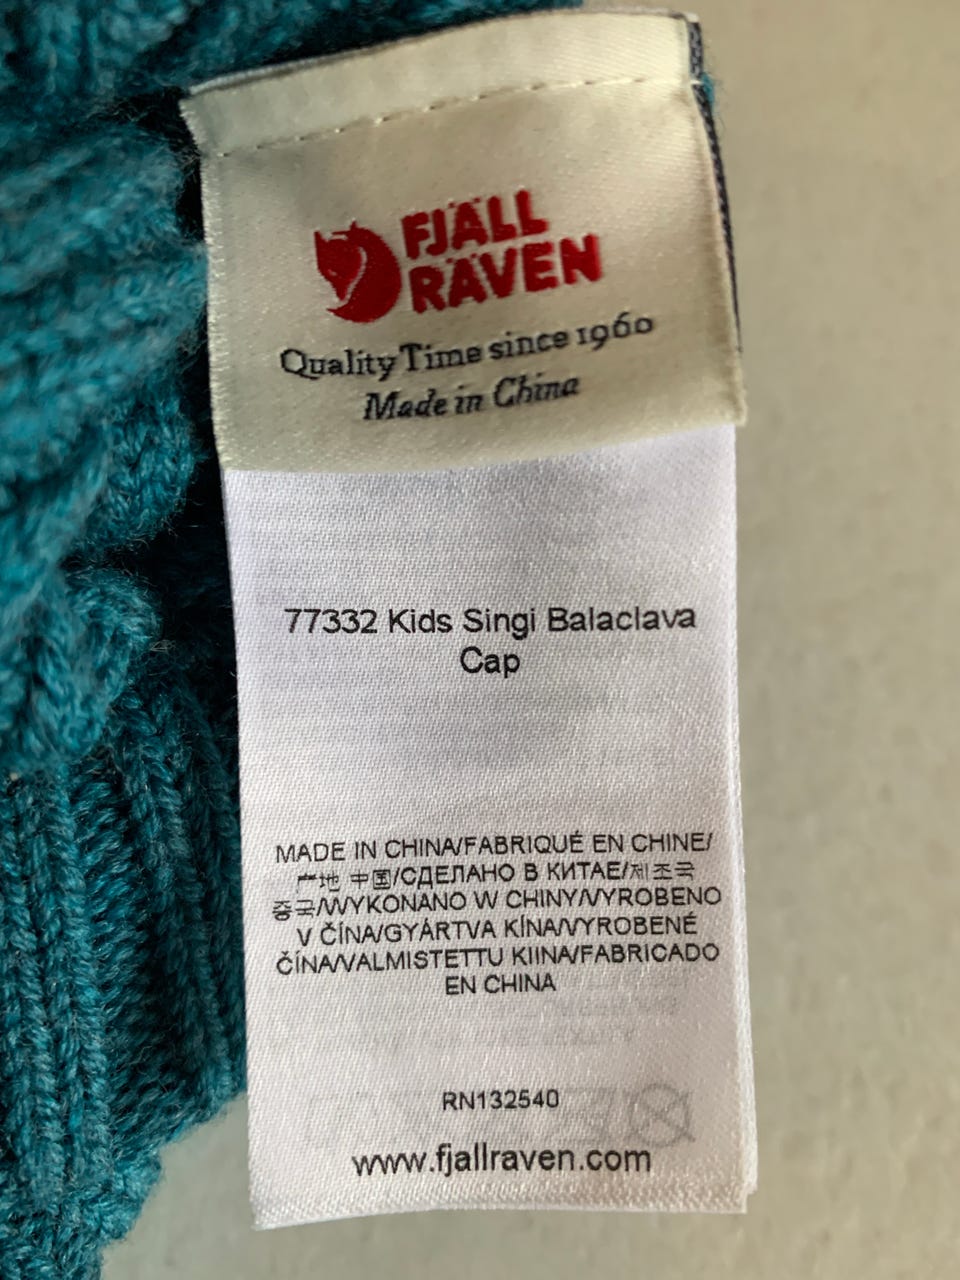 FJÄLL
RÄVEN
Quality Time since 1960
Made in China
77332 Kids Singi Balaclava
Cap
MADE IN CHINA/FABRIQUÉ EN CHINE/
产地 中国/СДЕЛАНО В КИТАЕ/제조국
중국/WYKONANO W CHINY/VYROBENO
V ČÍNA/GYÁRTVA KÍNA/VYROBENÉ
ČÍNA/VALMISTETTU KIINA/FABRICADO
EN CHINA
RN132540
www.fjallraven.com